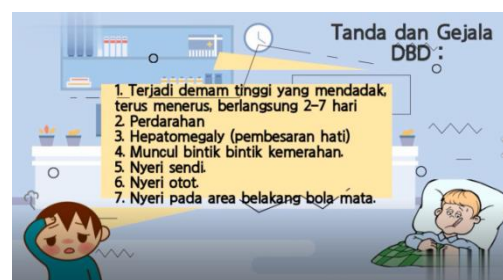 Tanda dan Gejala
DBD :
1. Terjadi demam tinggi yang mendadak,
terus menerus, berlangsung 2-7 hari
2. Perdarahan
3. Hepatomegaly (pembesaran hati)
4. Muncul bintik bintik kemerahan.
5. Nyeri sendi.
6. Nyeri otot.
7. Nyeri pada area belakang bola mata.